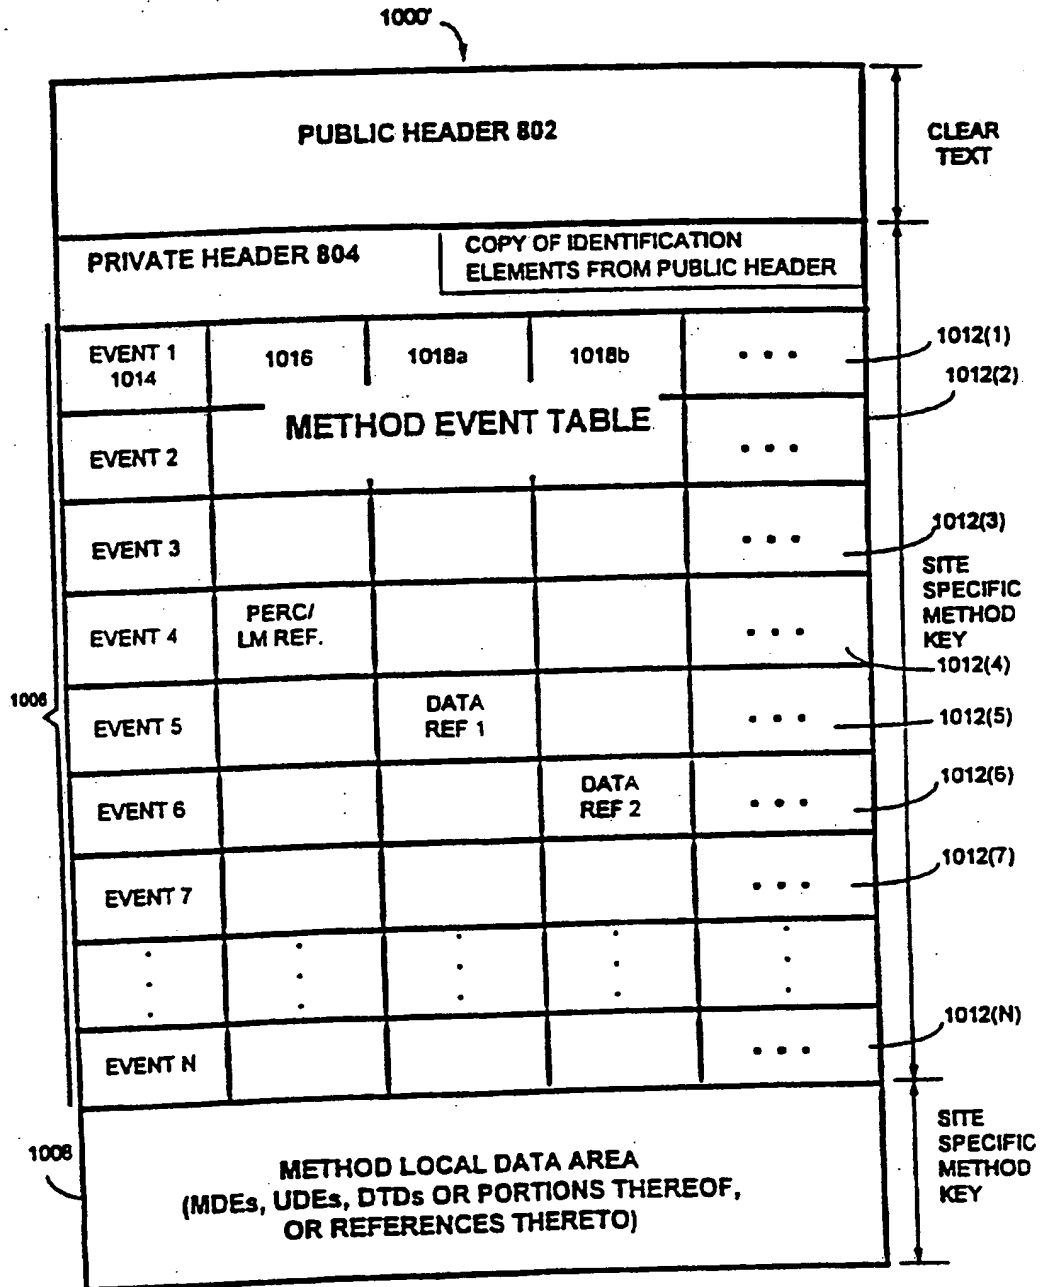 1000'
PUBLIC HEADER 802
CLEAR
TEXT
PRIVATE HEADER 804
COPY OF IDENTIFICATION
ELEMENTS FROM PUBLIC HEADER
EVENT 1
1014
1016
1018a
1018b
• • •
1012(1)
1012(2)
METHOD EVENT TABLE
EVENT 2
• • •
EVENT 3
• • •
1012(3)
SITE
SPECIFIC
METHOD
KEY
EVENT 4
PERC/
LM REF.
• • •
1012(4)
1006
EVENT 5
DATA
REF 1
• • •
1012(5)
EVENT 6
DATA
REF 2
• • •
1012(6)
EVENT 7
• • •
1012(7)
EVENT N
• • •
1012(N)
1008
METHOD LOCAL DATA AREA
(MDEs, UDEs, DTDs OR PORTIONS THEREOF,
OR REFERENCES THERETO)
SITE
SPECIFIC
METHOD
KEY